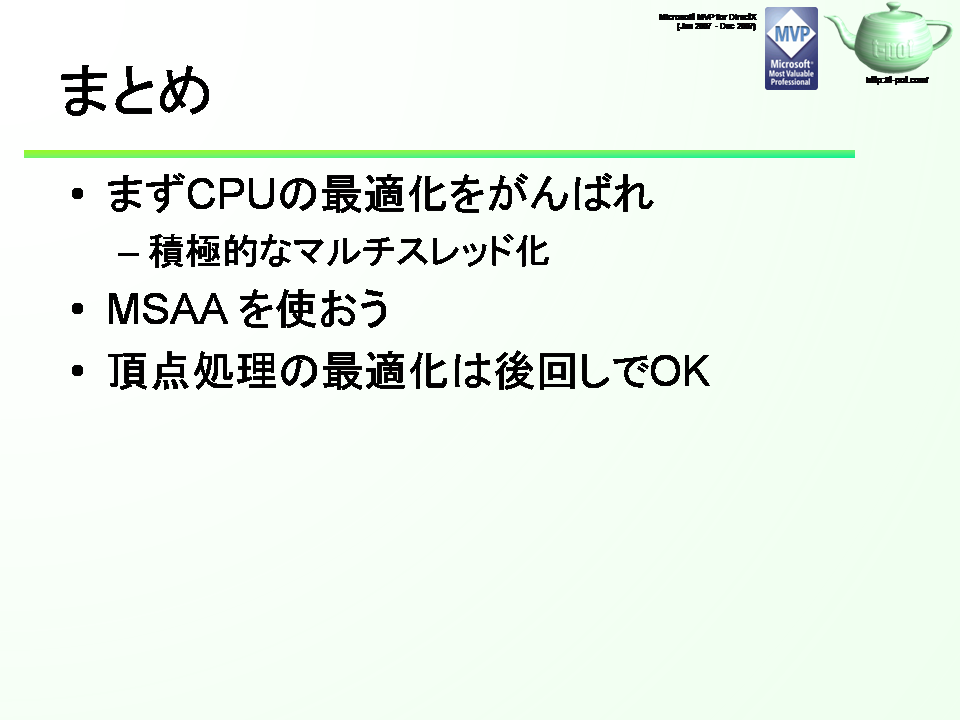 Microsoft MVP for DirectX
(Jan 2007 - Dec 2007)
MVP
Microsoft®
Most Valuable
Professional
t-pot
http://t-pot.com/
まとめ
• まずCPUの最適化をがんばれ
– 積極的なマルチスレッド化
• MSAA を使おう
• 頂点処理の最適化は後回しでOK